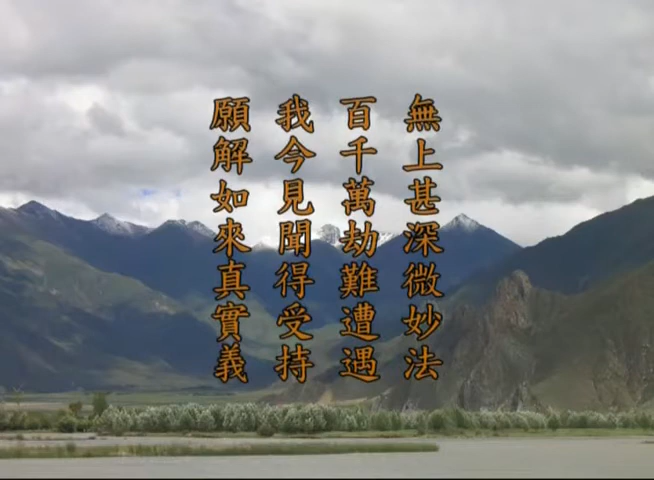 無上甚深微妙法
百千萬劫難遭遇
我今見聞得受持
願解如來真實義